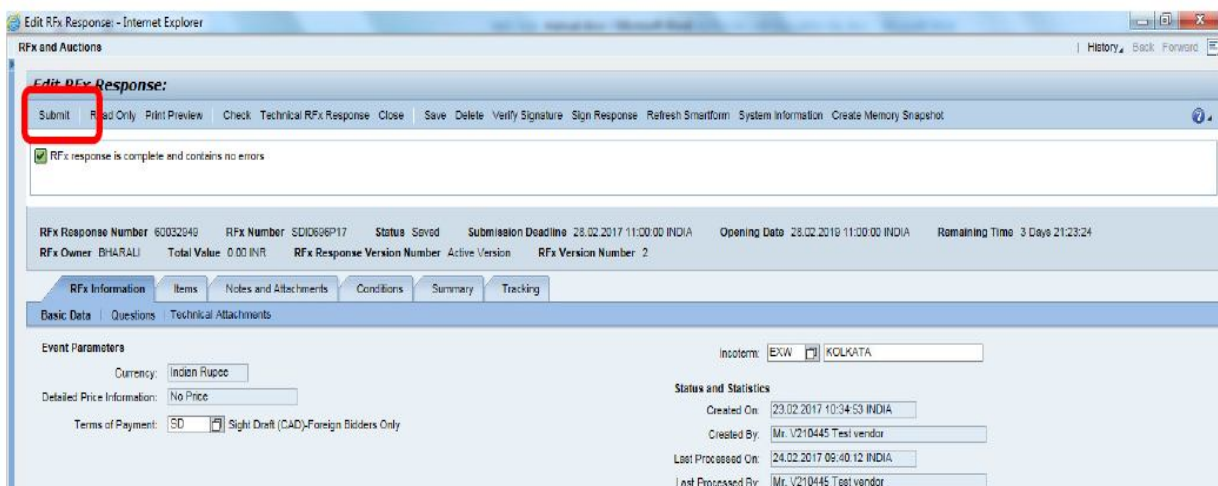 Edit RFx Response: - Internet Explorer
RFx and Auctions
History Back Forward
Edit RFx Response:
Submit Read Only Print Preview Check Technical RFx Response Close Save Delete Verify Signature Sign Response Refresh Smartform System Information Create Memory Snapshot
RFx response is complete and contains no errors
RFx Response Number 60032949 RFx Number SDID696P17 Status Saved Submission Deadline 28.02.2017 11:00:00 INDIA Opening Date 28.02.2019 11:00:00 INDIA Remaining Time 3 Days 21:23:24
RFx Owner BHARALI Total Value 0.00 INR RFx Response Version Number Active Version RFx Version Number 2
RFx Information Items Notes and Attachments Conditions Summary Tracking
Basic Data Questions Technical Attachments
Event Parameters
Incoterm: EXW KOLKATA
Currency: Indian Rupee
Status and Statistics
Detailed Price Information: No Price
Created On: 23.02.2017 10:34:53 INDIA
Terms of Payment: SD Sight Draft (CAD)-Foreign Bidders Only
Created By: Mr. V210445 Test vendor
Last Processed On: 24.02.2017 09:40:12 INDIA
Last Processed By: Mr. V210445 Test vendor